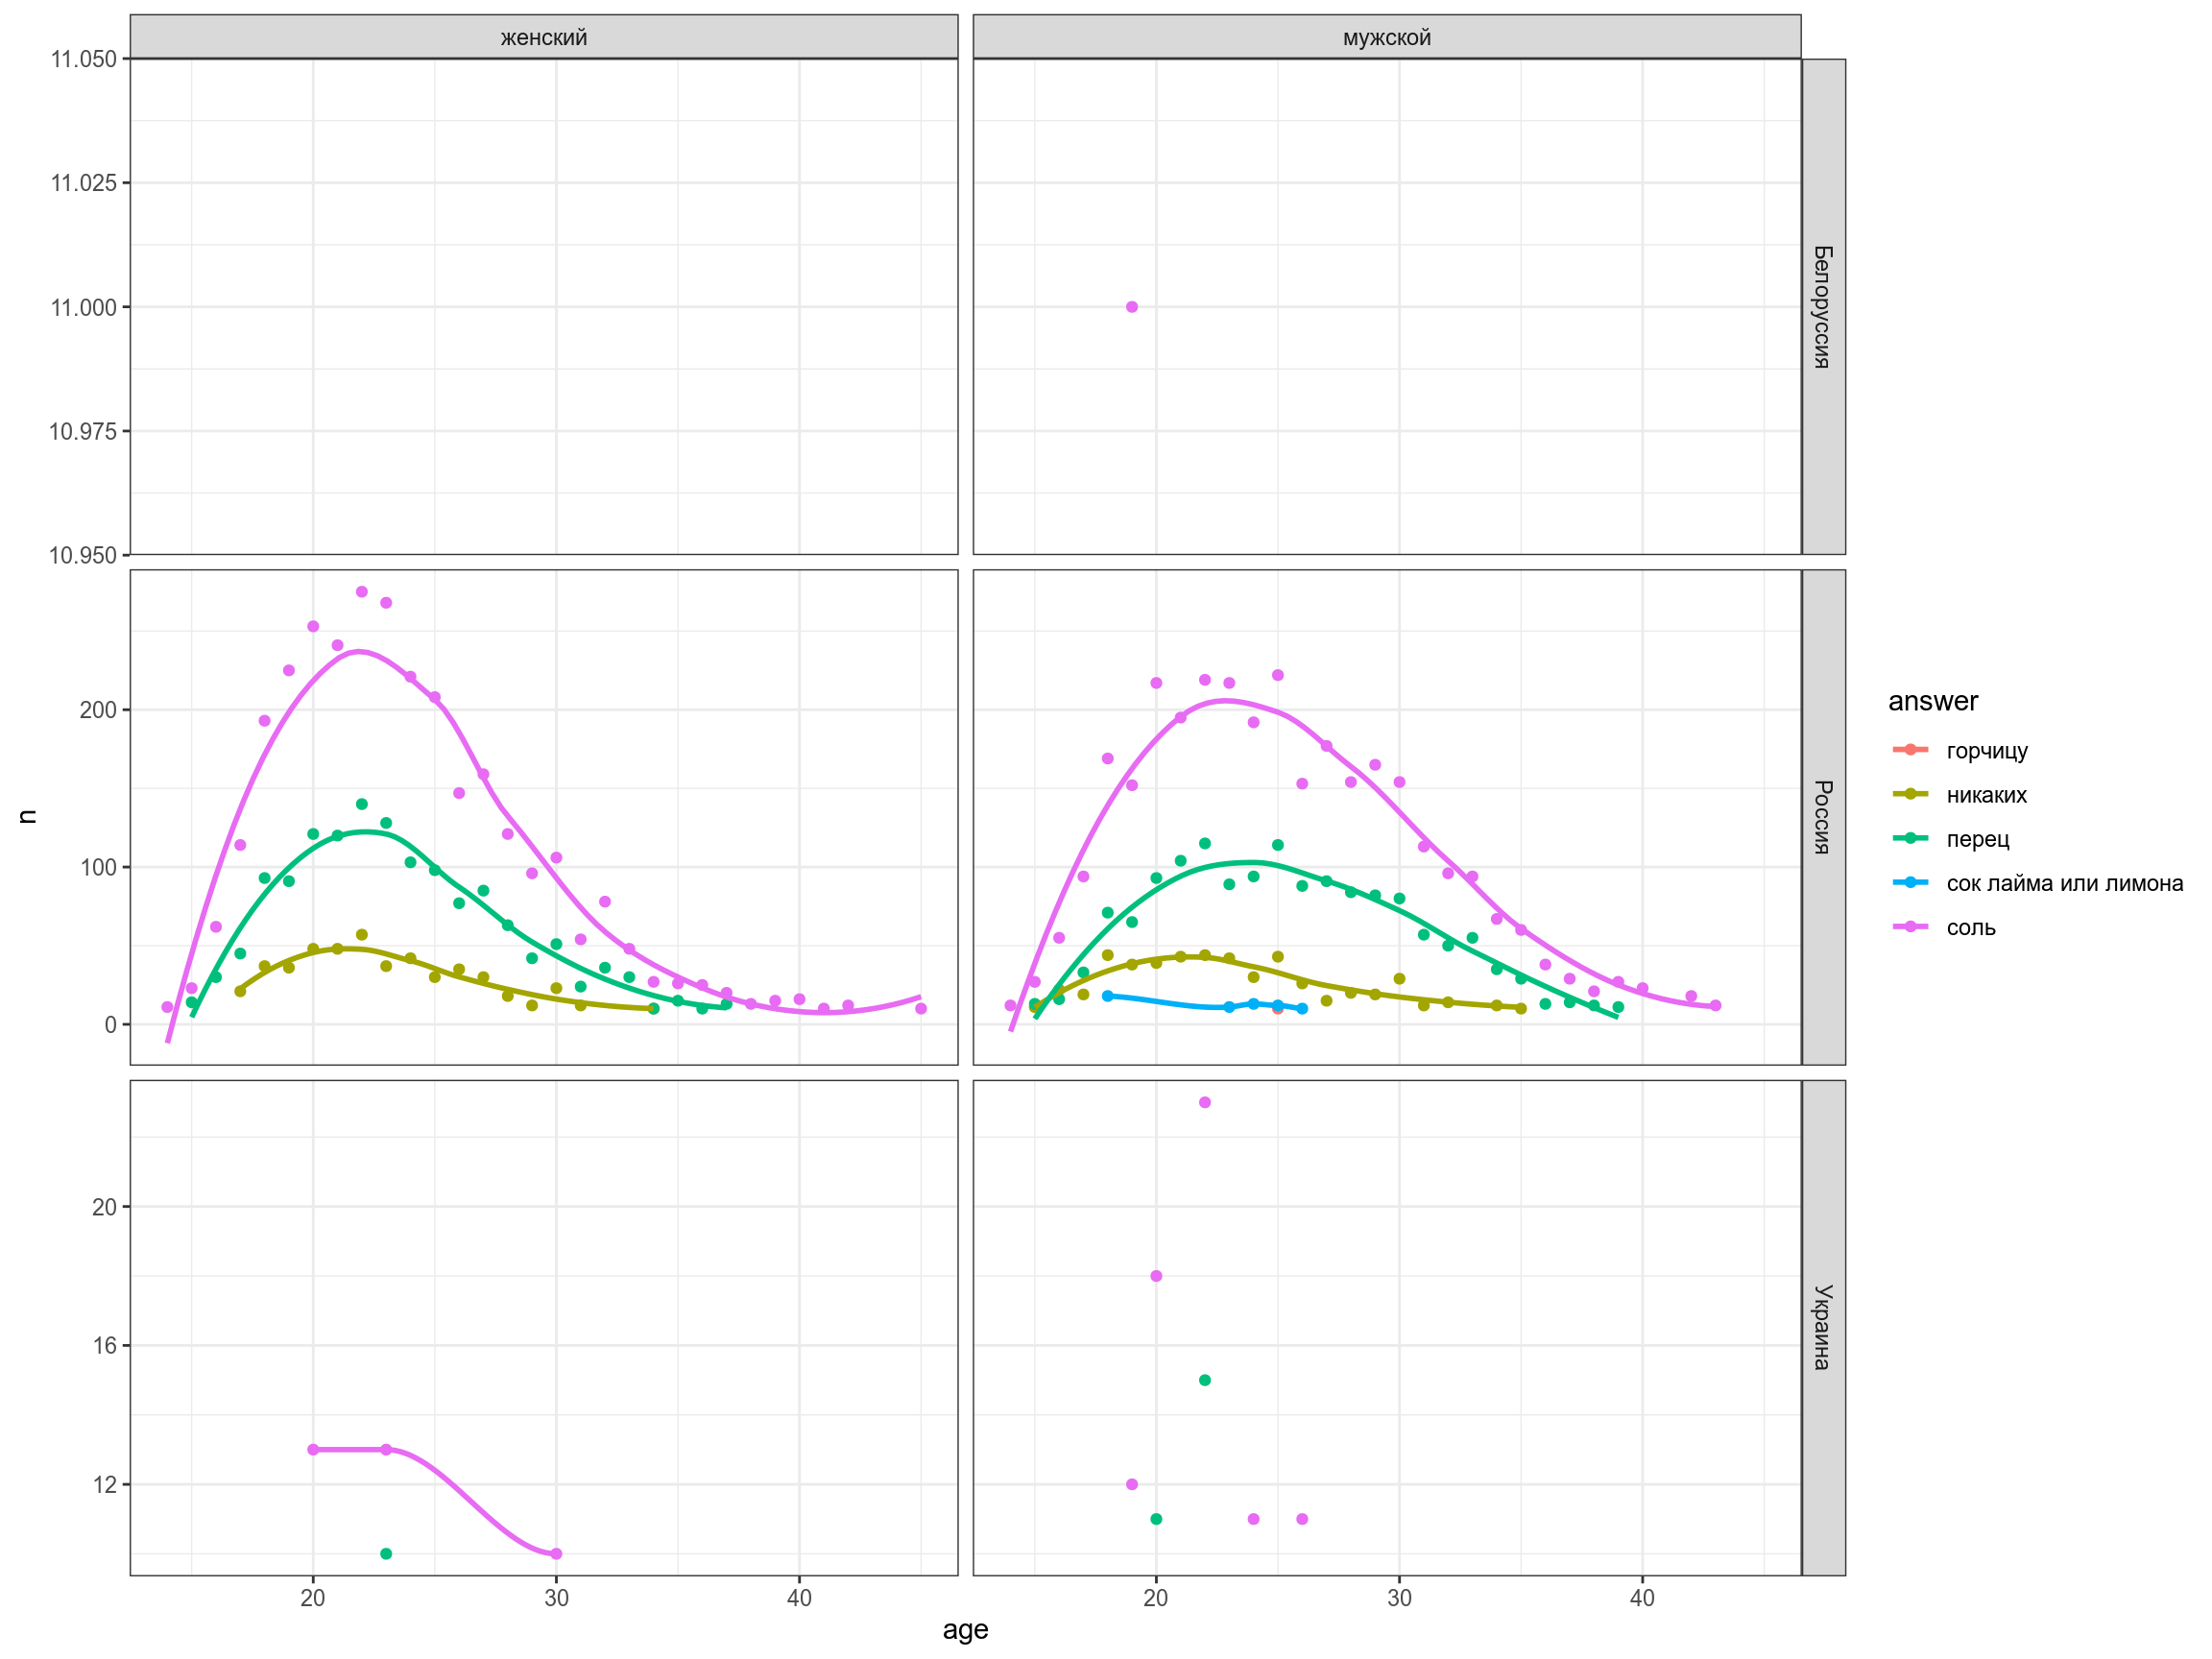 женский
мужской
11.050
11.025
11.000
10.975
10.950
Белоруссия
200
100
0
Россия
20
16
12
Украина
20
30
40
20
30
40
age
n
answer
горчицу
никаких
перец
сок лайма или лимона
соль